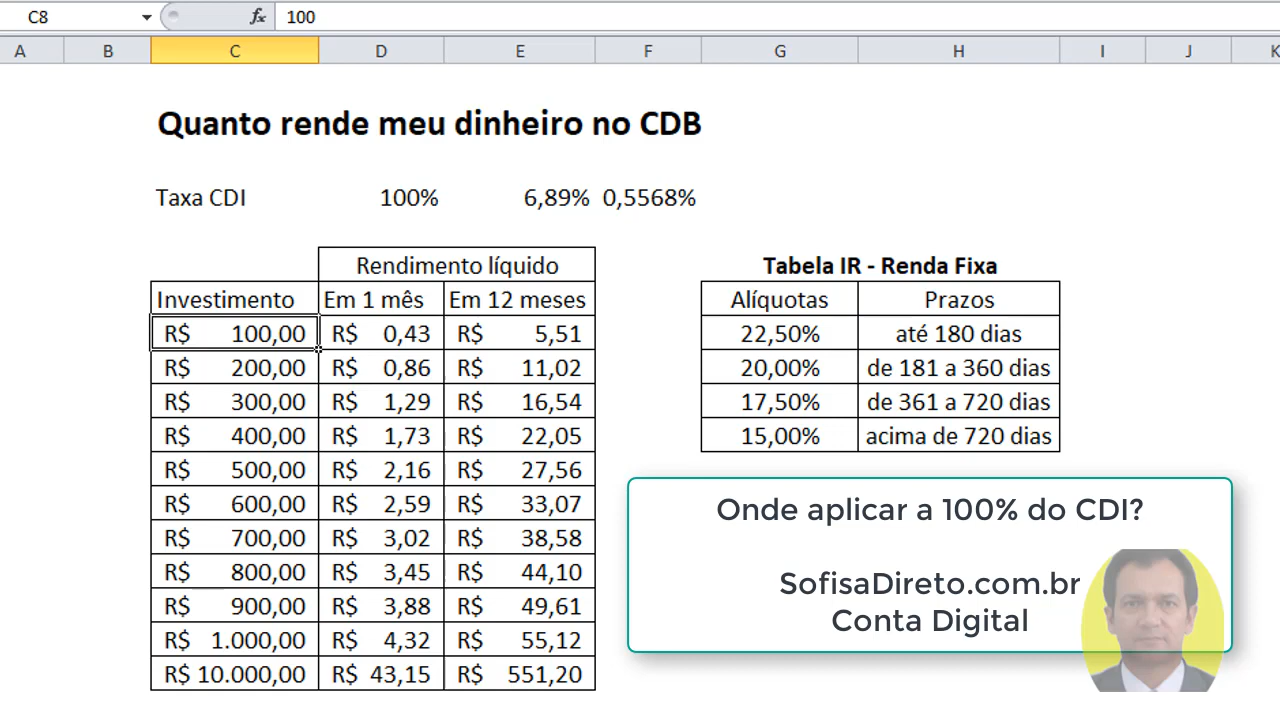 C8 fx 100
A B C D E F G H I J K
Quanto rende meu dinheiro no CDB
Taxa CDI 100% 6,89% 0,5568%
Rendimento líquido
Investimento Em 1 mês Em 12 meses
R$ 100,00 R$ 0,43 R$ 5,51
R$ 200,00 R$ 0,86 R$ 11,02
R$ 300,00 R$ 1,29 R$ 16,54
R$ 400,00 R$ 1,73 R$ 22,05
R$ 500,00 R$ 2,16 R$ 27,56
R$ 600,00 R$ 2,59 R$ 33,07
R$ 700,00 R$ 3,02 R$ 38,58
R$ 800,00 R$ 3,45 R$ 44,10
R$ 900,00 R$ 3,88 R$ 49,61
R$ 1.000,00 R$ 4,32 R$ 55,12
R$ 10.000,00 R$ 43,15 R$ 551,20
Tabela IR - Renda Fixa
Alíquotas Prazos
22,50% até 180 dias
20,00% de 181 a 360 dias
17,50% de 361 a 720 dias
15,00% acima de 720 dias
Onde aplicar a 100% do CDI?
SofisaDireto.com.br
Conta Digital